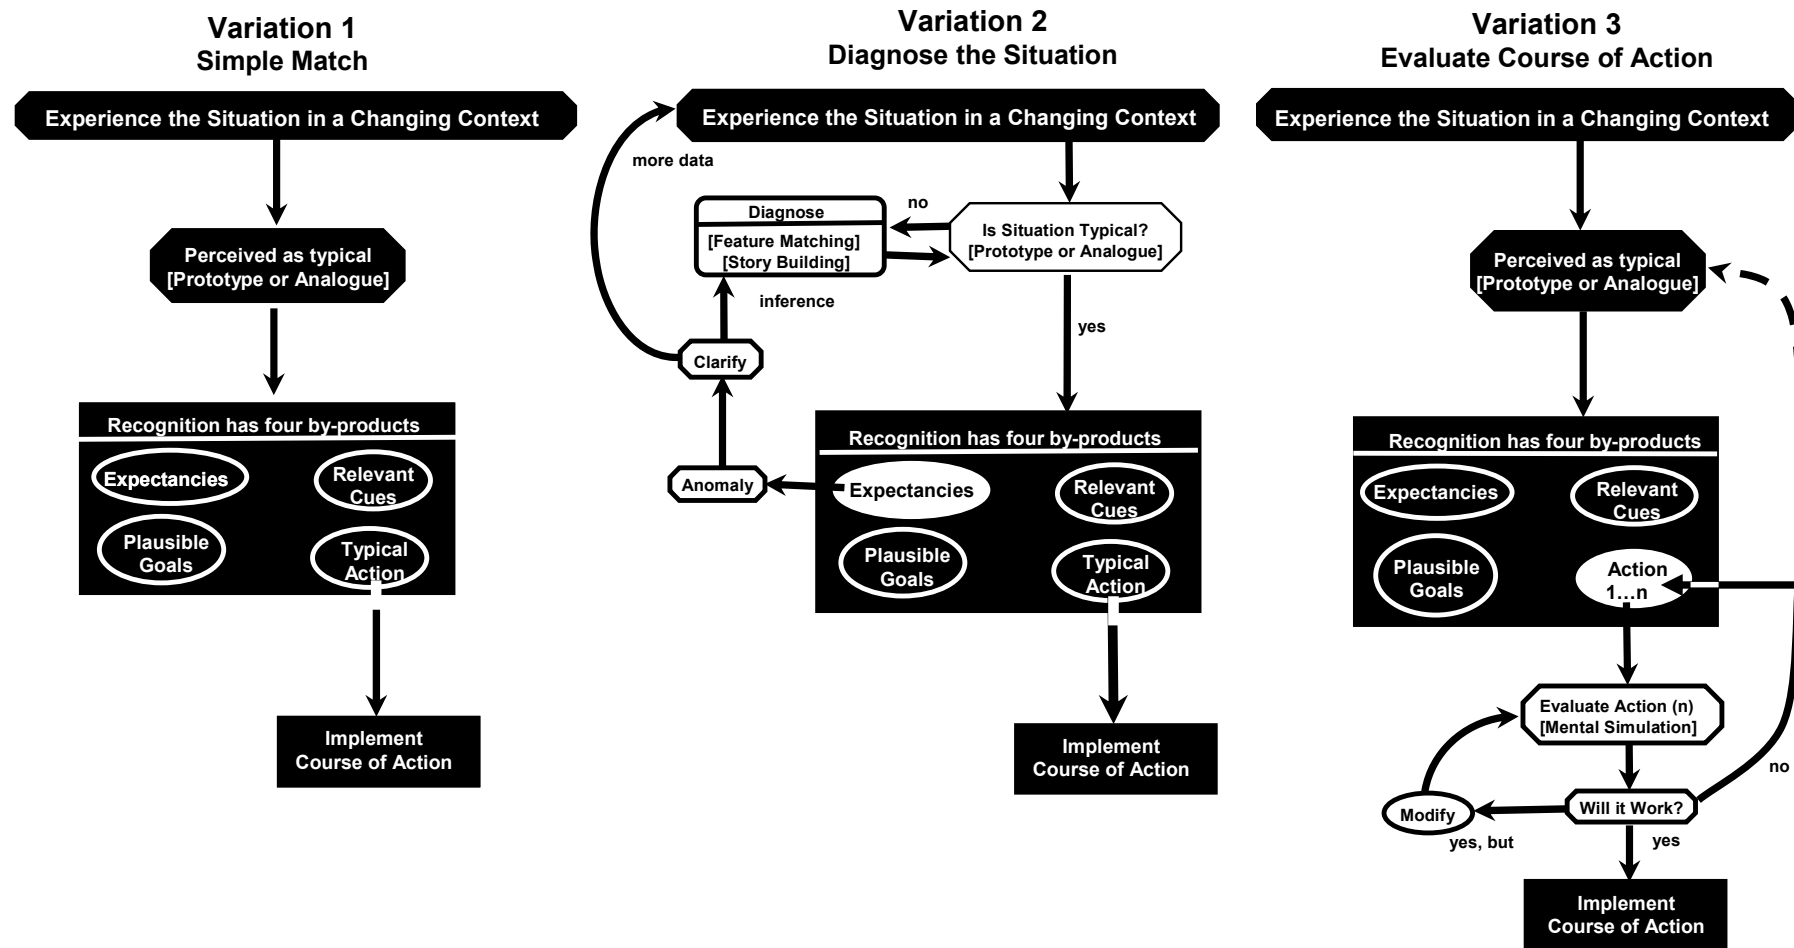 Variation 1
Simple Match
Experience the Situation in a Changing Context
Perceived as typical
[Prototype or Analogue]
Recognition has four by-products
Expectancies
Relevant
Cues
Plausible
Goals
Typical
Action
Implement
Course of Action
Variation 2
Diagnose the Situation
Experience the Situation in a Changing Context
more data
Diagnose
[Feature Matching]
[Story Building]
no
Is Situation Typical?
[Prototype or Analogue]
inference
yes
Clarify
Anomaly
Recognition has four by-products
Expectancies
Relevant
Cues
Plausible
Goals
Typical
Action
Implement
Course of Action
Variation 3
Evaluate Course of Action
Experience the Situation in a Changing Context
Perceived as typical
[Prototype or Analogue]
Recognition has four by-products
Expectancies
Relevant
Cues
Plausible
Goals
Action
1...n
Evaluate Action (n)
[Mental Simulation]
no
Modify
Will it Work?
yes, but
yes
Implement
Course of Action